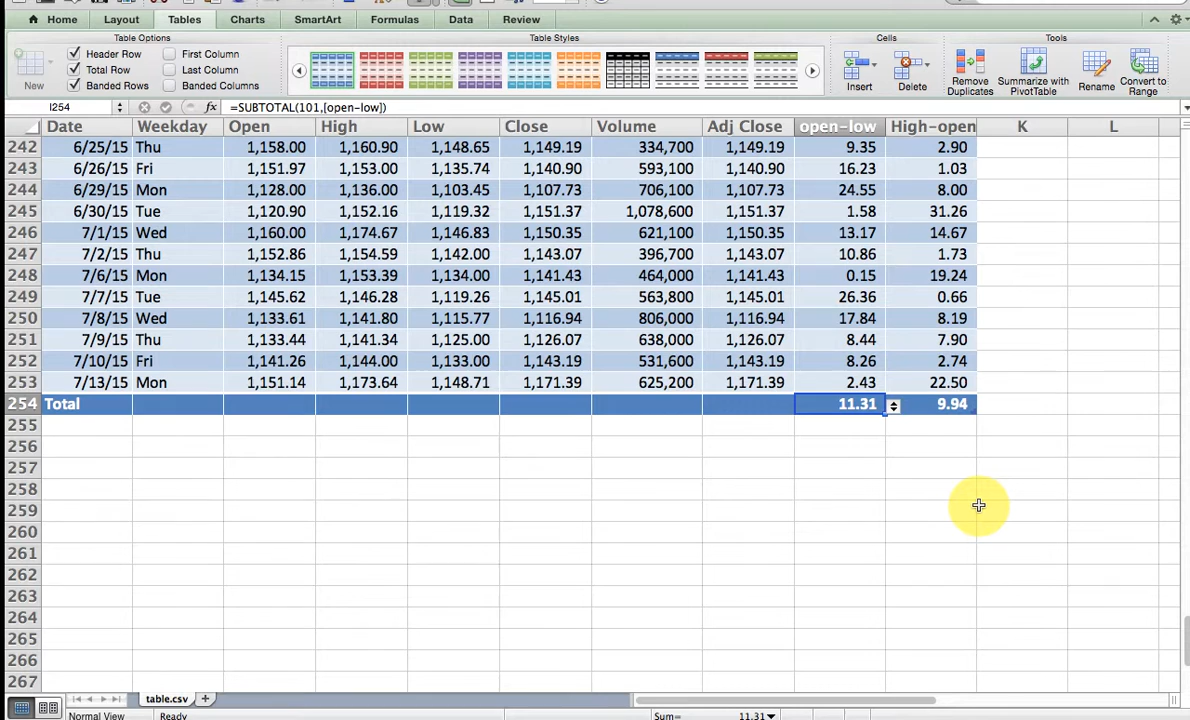 Home Layout Tables Charts SmartArt Formulas Data Review
Table Options Table Styles Cells Tools
New
Header Row First Column
Total Row Last Column
Banded Rows Banded Columns
Insert Delete Remove Duplicates Summarize with PivotTable Rename Convert to Range
I254 fx =SUBTOTAL(101,[open-low])
Date Weekday Open High Low Close Volume Adj Close open-low High-open K L
242 6/25/15 Thu 1,158.00 1,160.90 1,148.65 1,149.19 334,700 1,149.19 9.35 2.90
243 6/26/15 Fri 1,151.97 1,153.00 1,135.74 1,140.90 593,100 1,140.90 16.23 1.03
244 6/29/15 Mon 1,128.00 1,136.00 1,103.45 1,107.73 706,100 1,107.73 24.55 8.00
245 6/30/15 Tue 1,120.90 1,152.16 1,119.32 1,151.37 1,078,600 1,151.37 1.58 31.26
246 7/1/15 Wed 1,160.00 1,174.67 1,146.83 1,150.35 621,100 1,150.35 13.17 14.67
247 7/2/15 Thu 1,152.86 1,154.59 1,142.00 1,143.07 396,700 1,143.07 10.86 1.73
248 7/6/15 Mon 1,134.15 1,153.39 1,134.00 1,141.43 464,000 1,141.43 0.15 19.24
249 7/7/15 Tue 1,145.62 1,146.28 1,119.26 1,145.01 563,800 1,145.01 26.36 0.66
250 7/8/15 Wed 1,133.61 1,141.80 1,115.77 1,116.94 806,000 1,116.94 17.84 8.19
251 7/9/15 Thu 1,133.44 1,141.34 1,125.00 1,126.07 638,000 1,126.07 8.44 7.90
252 7/10/15 Fri 1,141.26 1,144.00 1,133.00 1,143.19 531,600 1,143.19 8.26 2.74
253 7/13/15 Mon 1,151.14 1,173.64 1,148.71 1,171.39 625,200 1,171.39 2.43 22.50
254 Total 11.31 9.94
255
256
257
258
259
260
261
262
263
264
265
266
267
table.csv
Normal View Ready Sum= 11.31